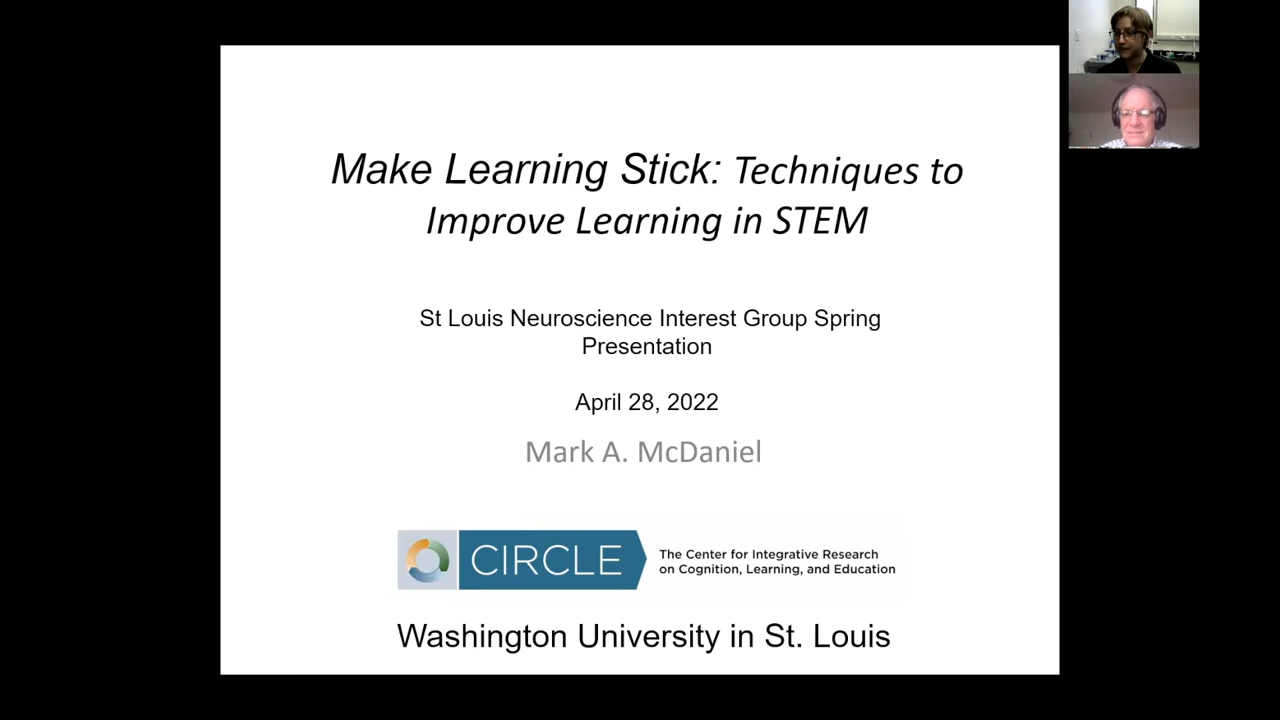 Make Learning Stick: Techniques to
Improve Learning in STEM
St Louis Neuroscience Interest Group Spring
Presentation
April 28, 2022
Mark A. McDaniel
CIRCLE
The Center for Integrative Research
on Cognition, Learning, and Education
Washington University in St. Louis